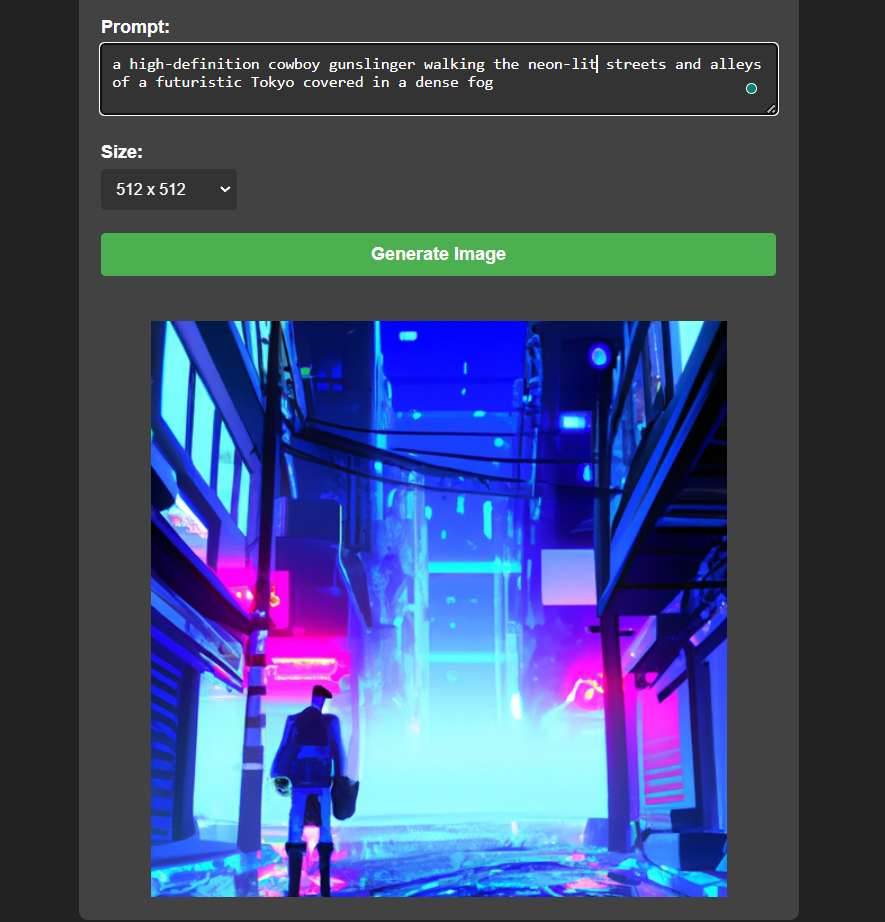 Prompt:
a high-definition cowboy gunslinger walking the neon-lit streets and alleys
of a futuristic Tokyo covered in a dense fog
Size:
512 x 512
Generate Image